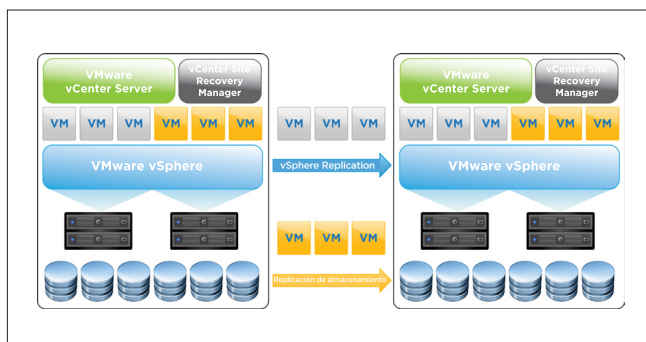 VMware
vCenter Server
vCenter Site
Recovery
Manager
VM VM VM VM VM VM
VMware vSphere
VM VM VM
vSphere Replication
VM VM VM
Replicación de almacenamiento
VMware
vCenter Server
vCenter Site
Recovery
Manager
VM VM VM VM VM VM
VMware vSphere